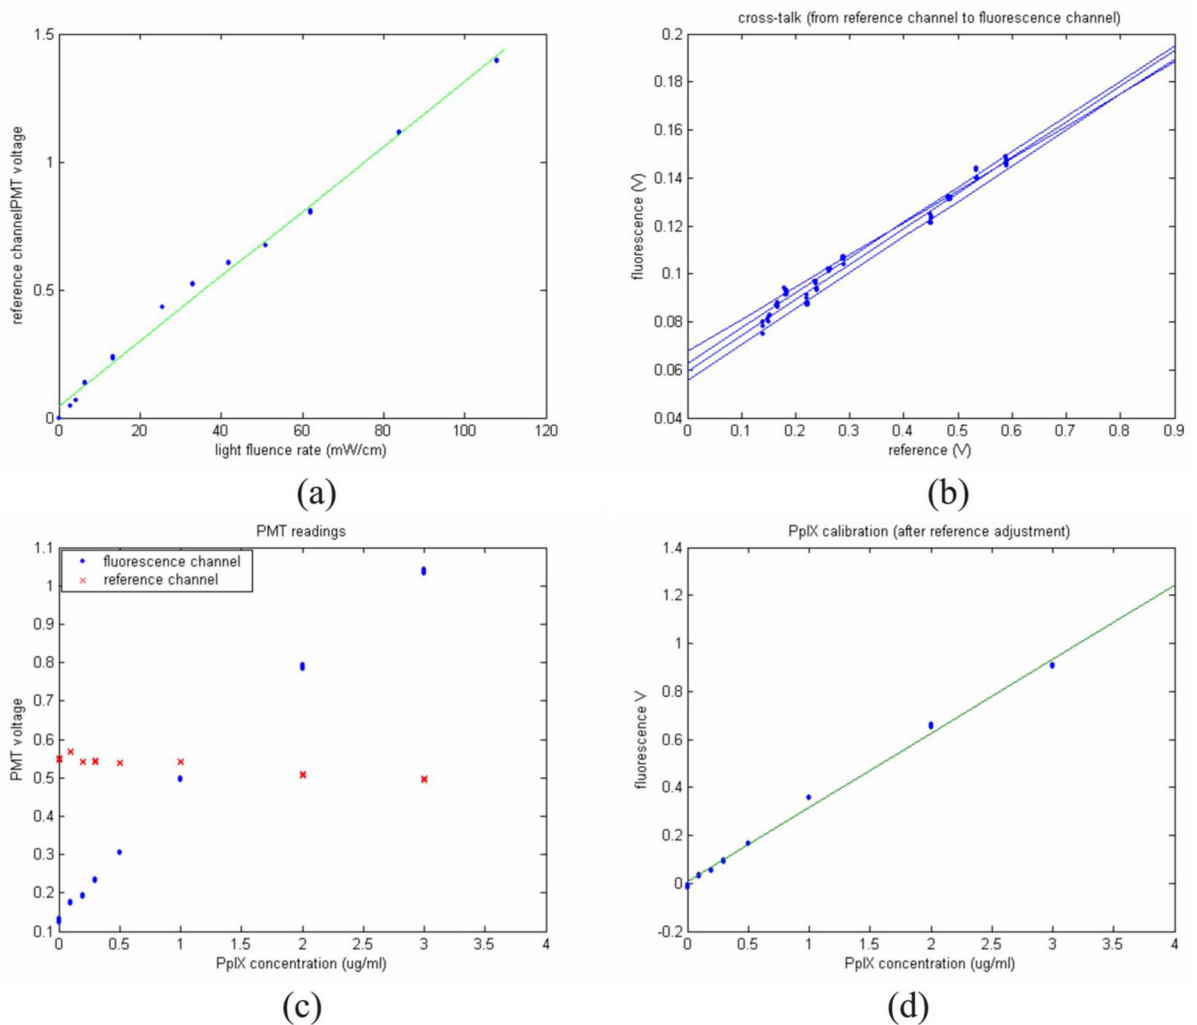 cross-talk (from reference channel to fluorescence channel)
1.5
1
0.5
0
reference channelPMT voltage
0 20 40 60 80 100 120
light fluence rate (mW/cm)
(a)
0.2
0.18
0.16
0.14
0.12
0.1
0.08
0.06
0.04
fluorescence (V)
0 0.1 0.2 0.3 0.4 0.5 0.6 0.7 0.8 0.9
reference (V)
(b)
PMT readings
1.1
1
0.9
0.8
0.7
0.6
0.5
0.4
0.3
0.2
0.1
fluorescence channel
reference channel
PMT voltage
0 0.5 1 1.5 2 2.5 3 3.5 4
PpIX concentration (ug/ml)
(c)
PpIX calibration (after reference adjustment)
1.4
1.2
1
0.8
0.6
0.4
0.2
0
-0.2
fluorescence V
0 0.5 1 1.5 2 2.5 3 3.5 4
PpIX concentration (ug/ml)
(d)